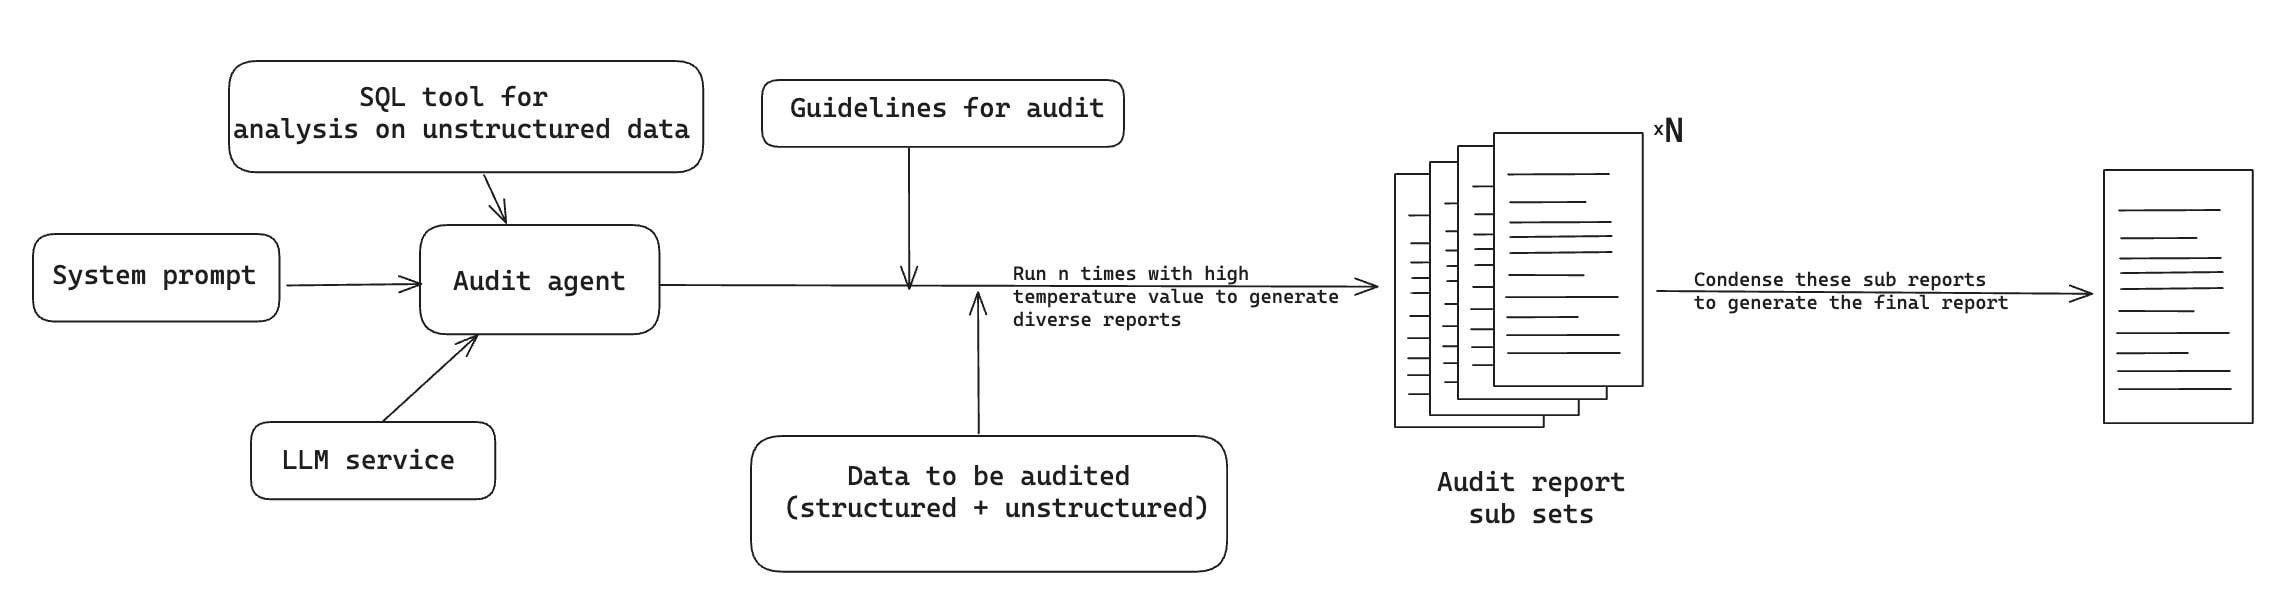 SQL tool for
analysis on unstructured data
Guidelines for audit
xN
System prompt
Audit agent
Run n times with high
temperature value to generate
diverse reports
Condense these sub reports
to generate the final report
LLM service
Data to be audited
(structured + unstructured)
Audit report
sub sets